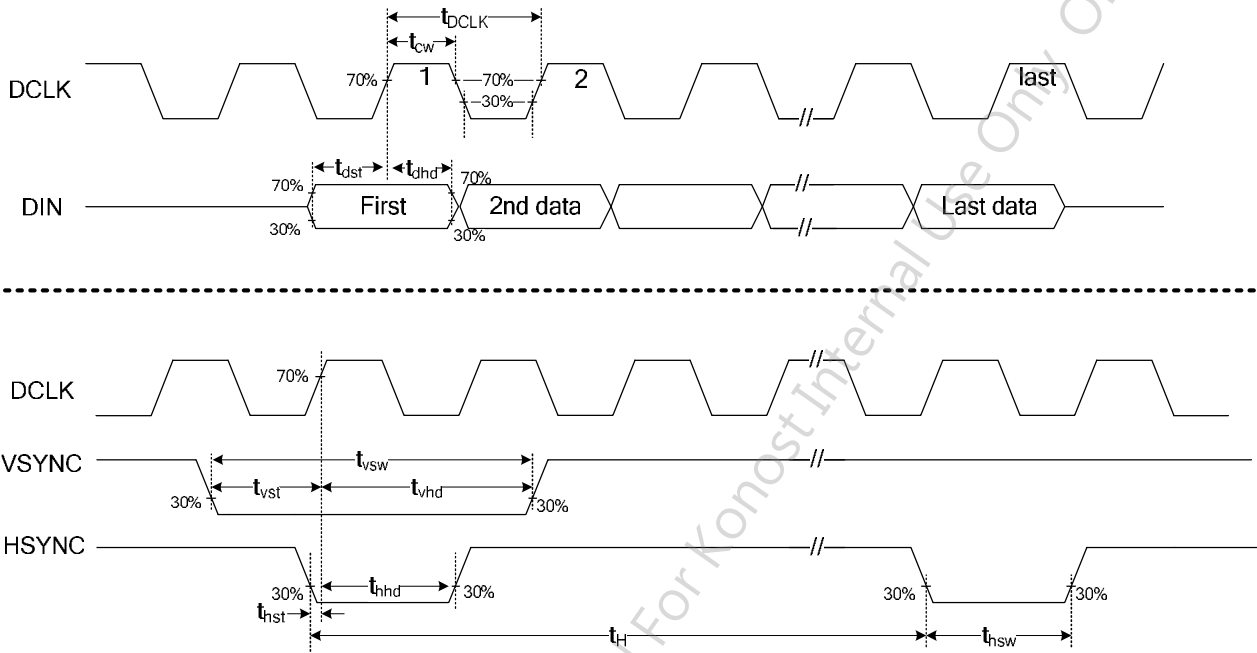 tDCLK
tcw
DCLK
70%
1
70%
30%
2
last
tdst
tdhd
DIN
70%
30%
First
70%
30%
2nd data
Last data
DCLK
70%
VSYNC
tvsw
tvst
tvhd
30%
30%
HSYNC
30%
thhd
30%
30%
30%
thst
tH
thsw
For Konost Internal Use Only